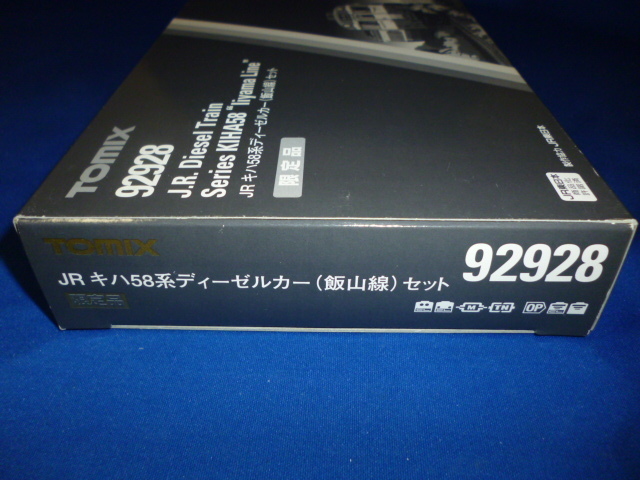 TOMIX
92928
J.R. Diesel Train
Series KIHA58 "Iiyama Line"
JR キハ58系ディーゼルカー(飯山線)セット
限定品
TOMIX
JR キハ58系ディーゼルカー(飯山線)セット
限定品
92928
M
TN
OP